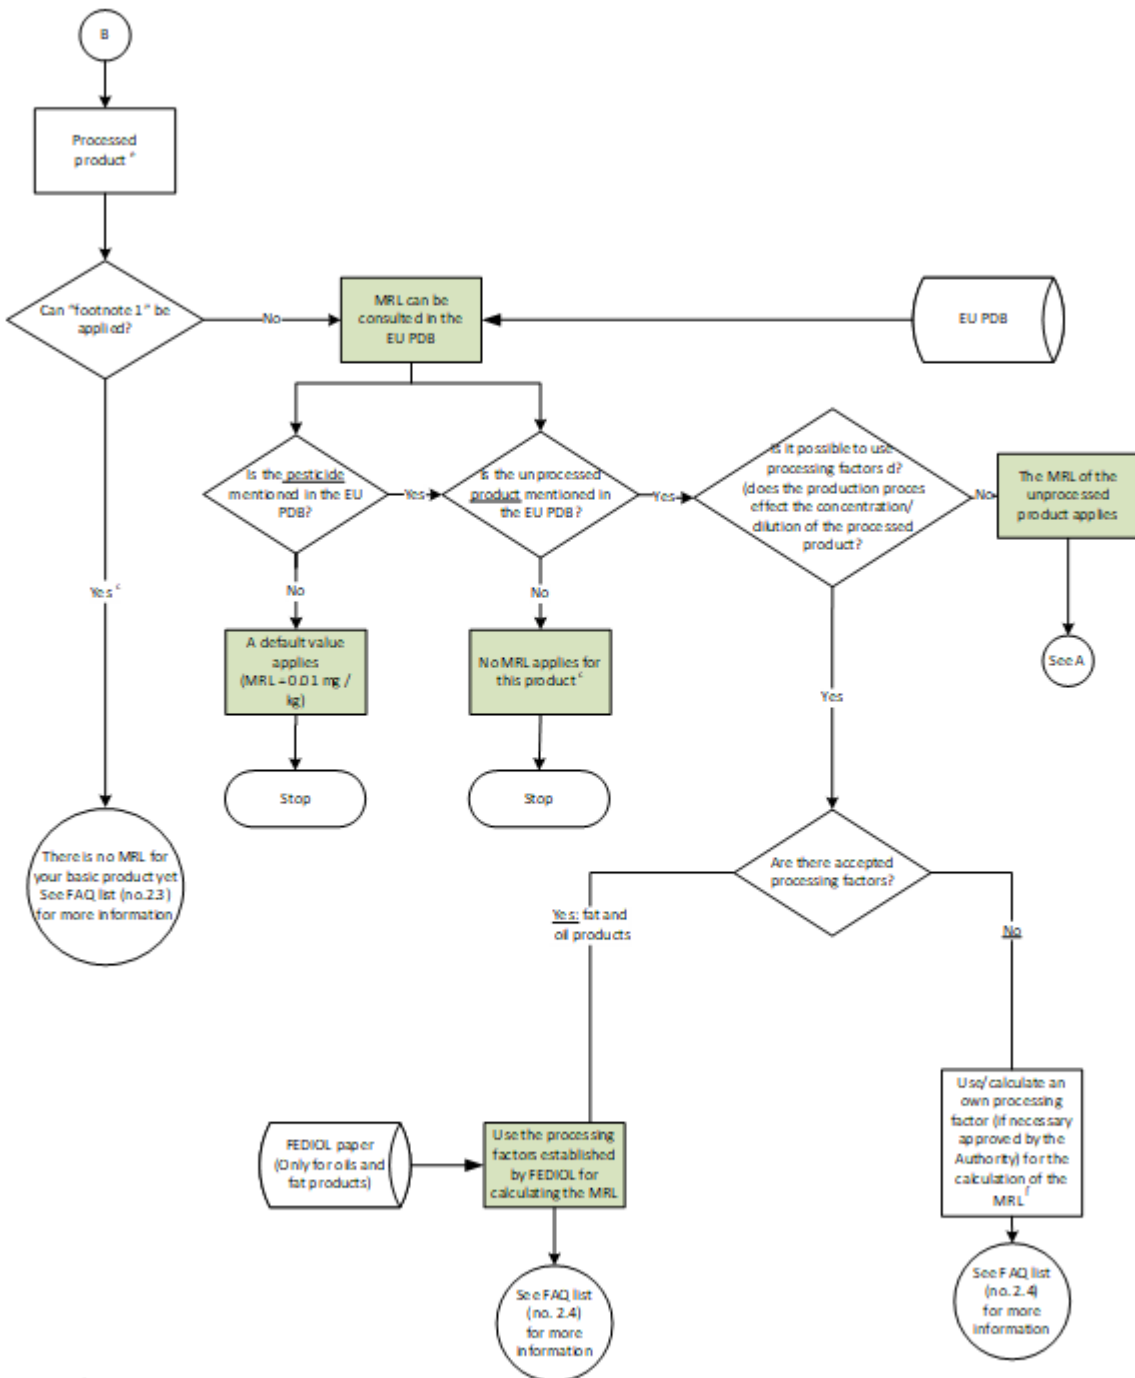 B
Processed
product e
Can "footnote 1" be
applied?
No
MRL can be
consulted in the
EU PDB
EU PDB
Is the pesticide
mentioned in the EU
PDB?
Yes
Is the unprocessed
product mentioned in
the EU PDB?
Yes
Is it possible to use
processing factors d?
(does the production proces
effect the concentration/
dilution of the processed
product?
No
The MRL of the
unprocessed
product applies
Yes c
No
No
A default value
applies
(MRL = 0.01 mg /
kg)
No MRL applies for
this product c
See A
Yes
Stop
Stop
There is no MRL for
your basic product yet
See FAQ list (no.2.3)
for more information
Are there accepted
processing factors?
Yes: fat and
oil products
No
FEDIOL paper
(Only for oils and
fat products)
Use the processing
factors established
by FEDIOL for
calculating the MRL
Use/calculate an
own processing
factor (if necessary
approved by the
Authority) for the
calculation of the
MRL f
See FAQ list
(no. 2.4)
for more
information
See FAQ list
(no. 2.4)
for more
information